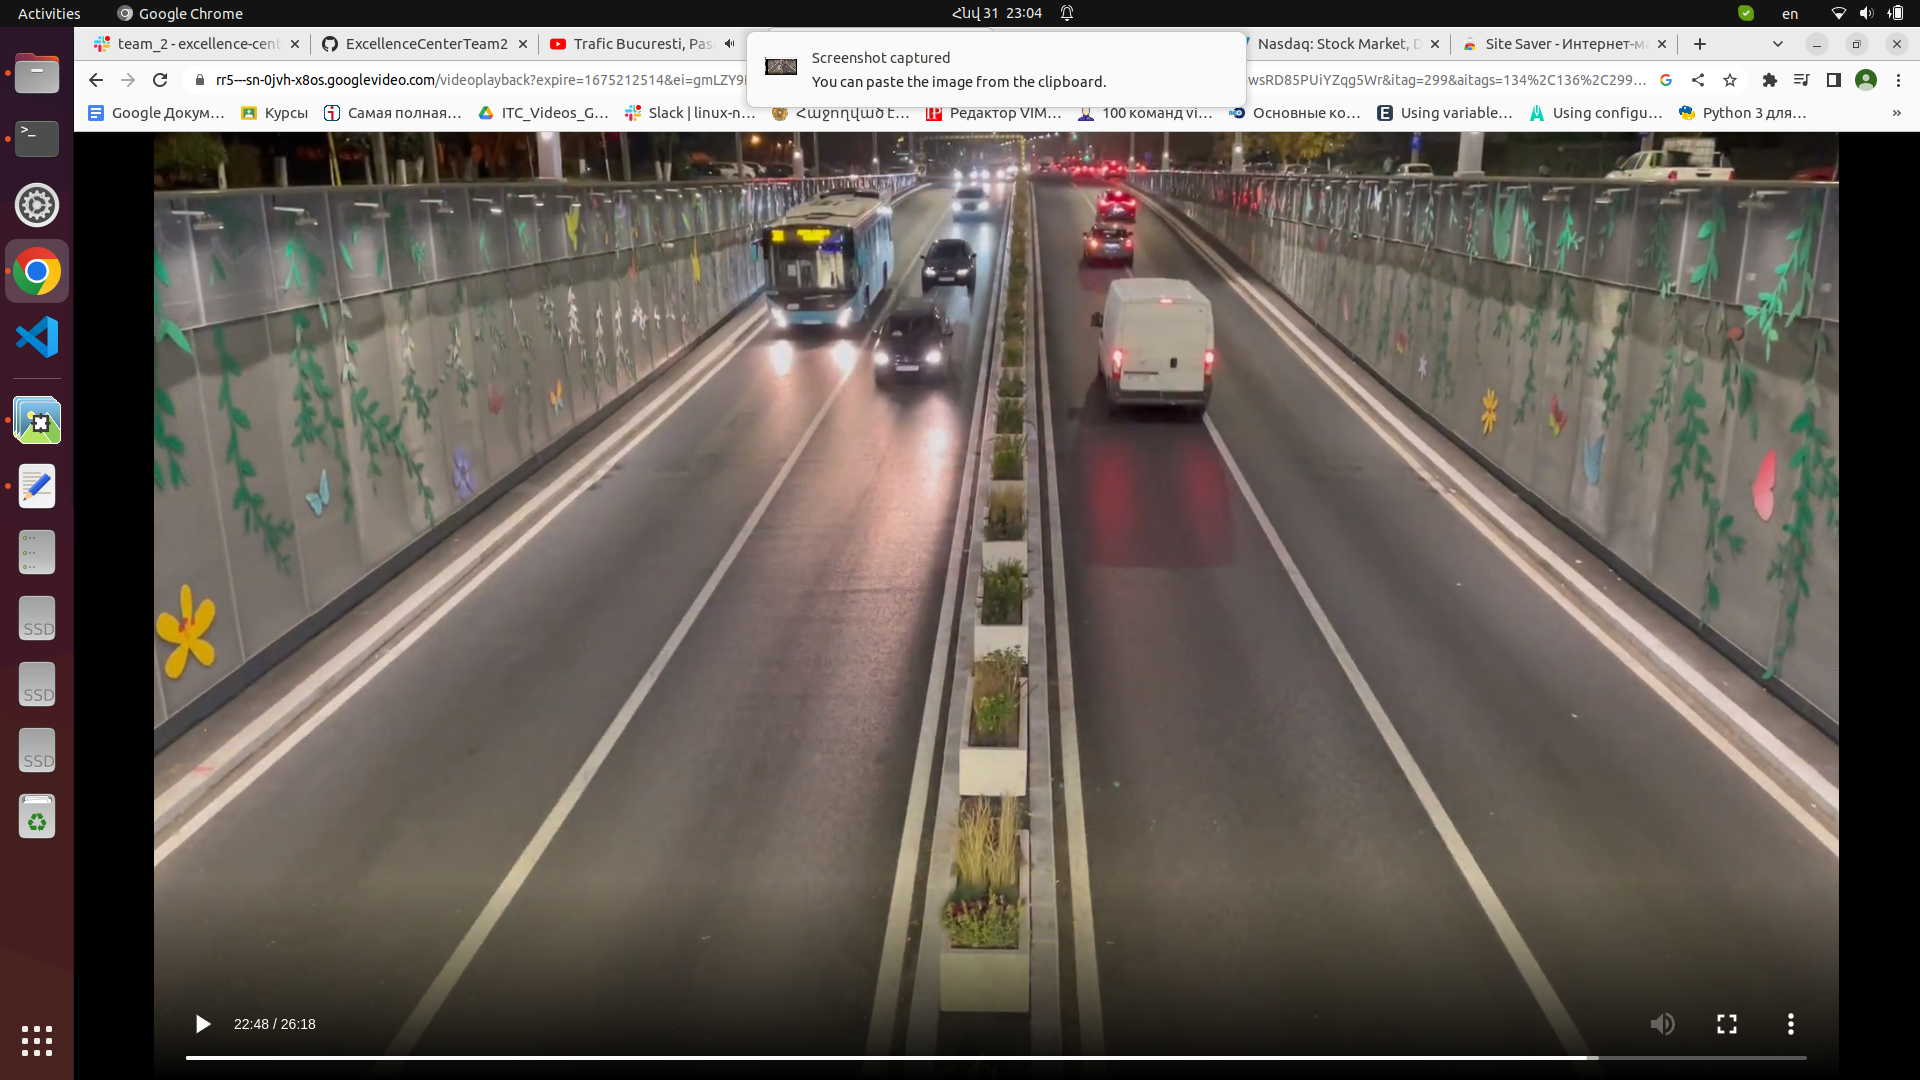 Activities
Google Chrome
Հնվ 31 23:04
en
team_2 - excellence-cent
ExcellenceCenterTeam2
Trafic Bucuresti, Pasa
Nasdaq: Stock Market, D
Site Saver - Интернет-ма
Screenshot captured
You can paste the image from the clipboard.
rr5---sn-0jvh-x8os.googlevideo.com/videoplayback?expire=1675212514&ei=gmLZY9
wsRD85PUiYZqg5Wr&itag=299&aitags=134%2C136%2C299...
Google Докум...
Курсы
Самая полная...
ITC_Videos_G...
Slack | linux-n...
Հաջորդված է...
Редактор VIM...
100 команд vi...
Основные ко...
Using variable...
Using configu...
Python 3 для...
»
SSD
SSD
SSD
22:48 / 26:18